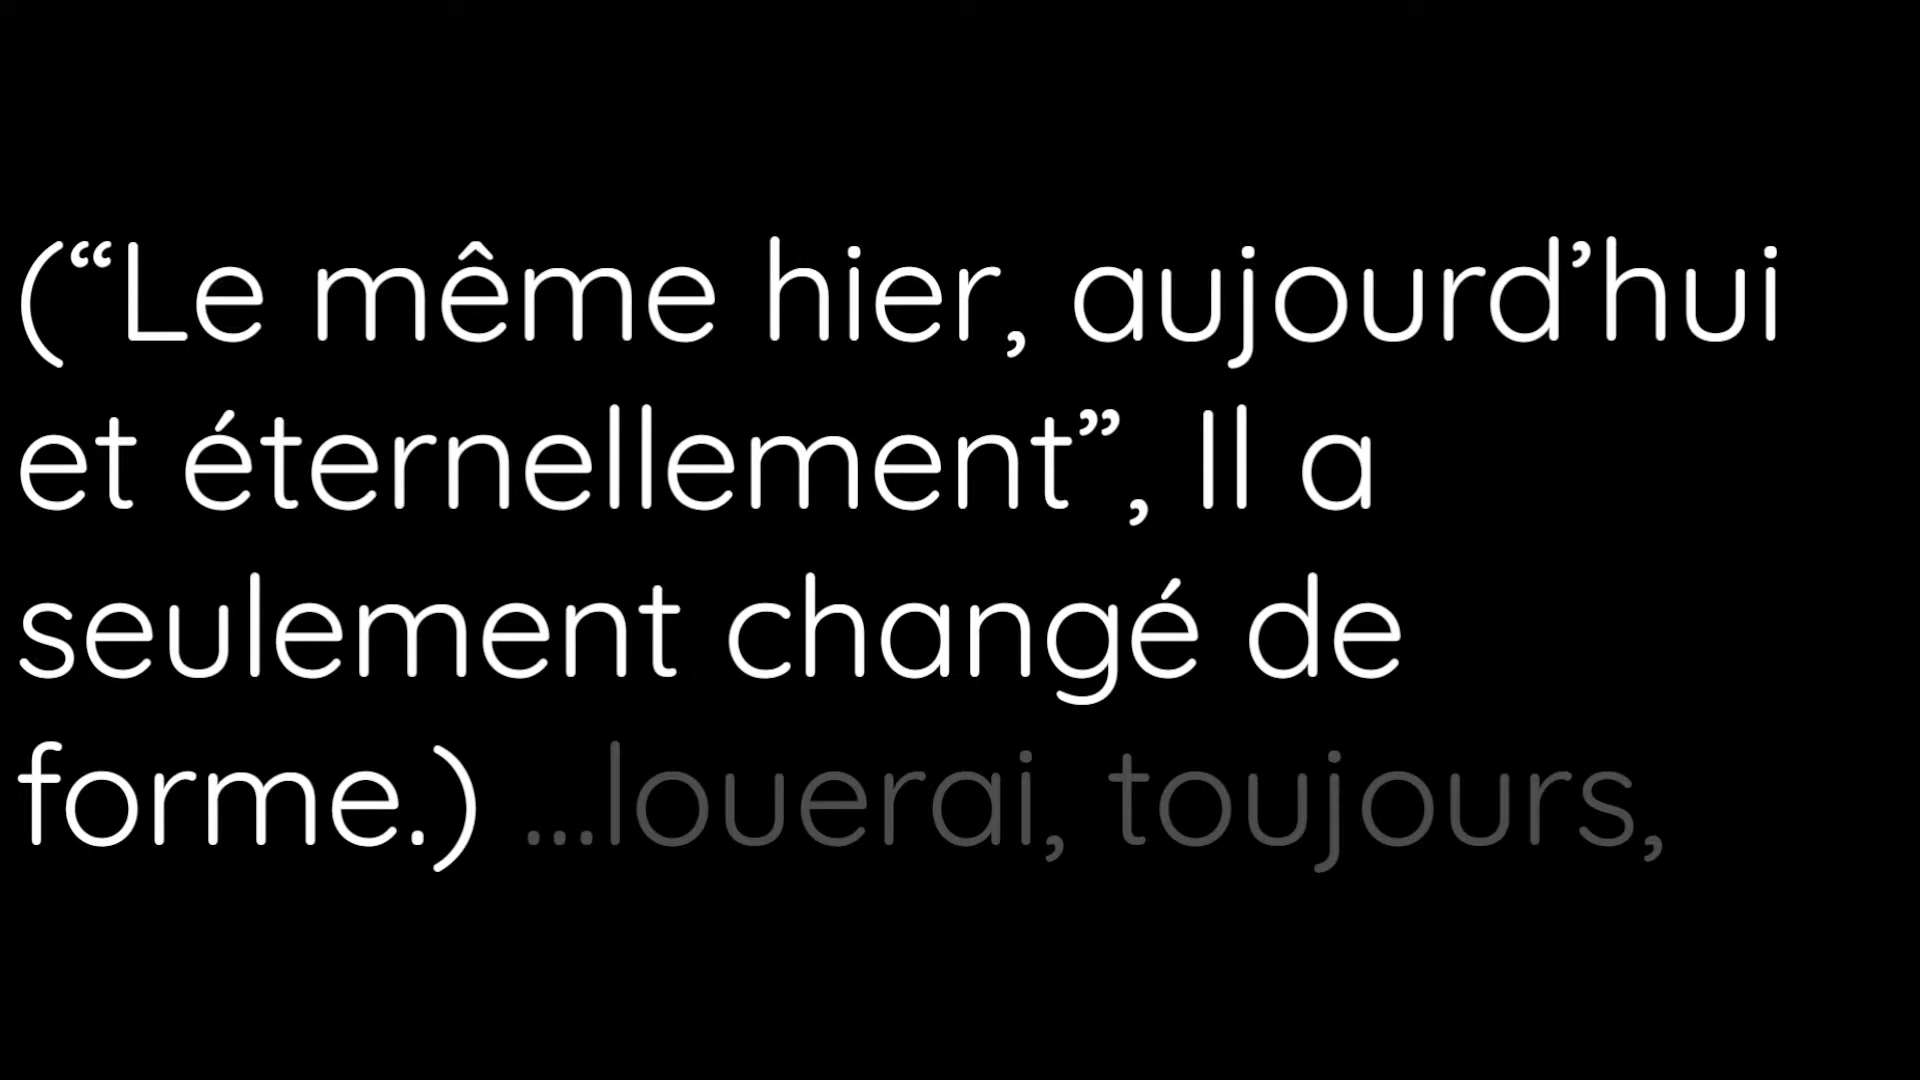 (“Le même hier, aujourd’hui
et éternellement”, Il a
seulement changé de
forme.) ...louerai, toujours,